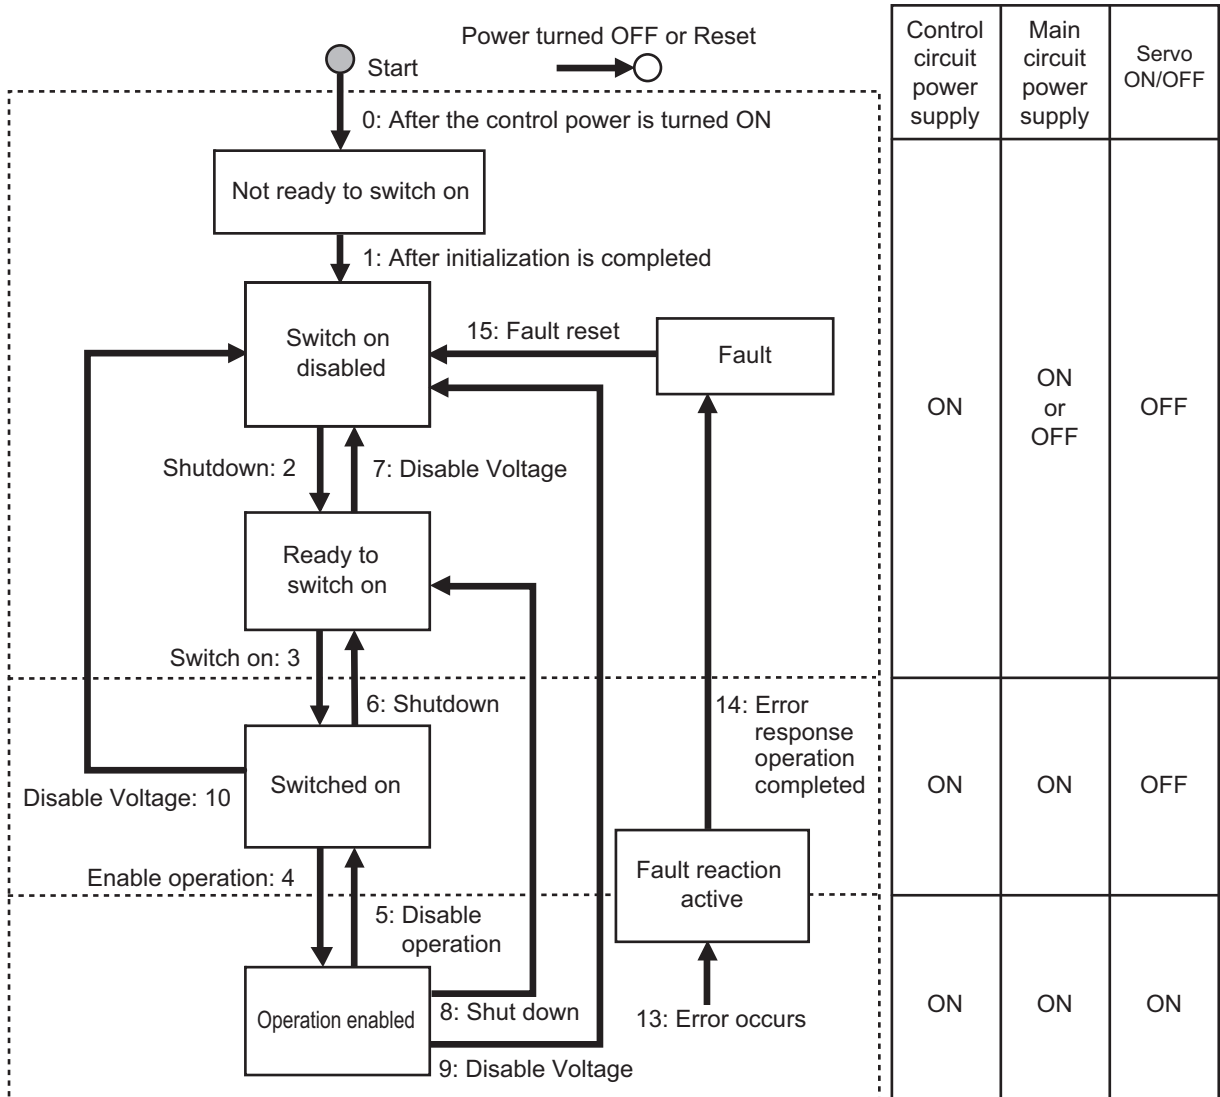 Power turned OFF or Reset
Start
0: After the control power is turned ON
Not ready to switch on
1: After initialization is completed
Switch on
disabled
15: Fault reset
Fault
Shutdown: 2
7: Disable Voltage
Ready to
switch on
Switch on: 3
6: Shutdown
14: Error
response
operation
completed
Switched on
Disable Voltage: 10
Enable operation: 4
Fault reaction
active
5: Disable
operation
Operation enabled
8: Shut down
13: Error occurs
9: Disable Voltage
Control
circuit
power
supply
Main
circuit
power
supply
Servo
ON/OFF
ON
ON
or
OFF
OFF
ON
ON
OFF
ON
ON
ON